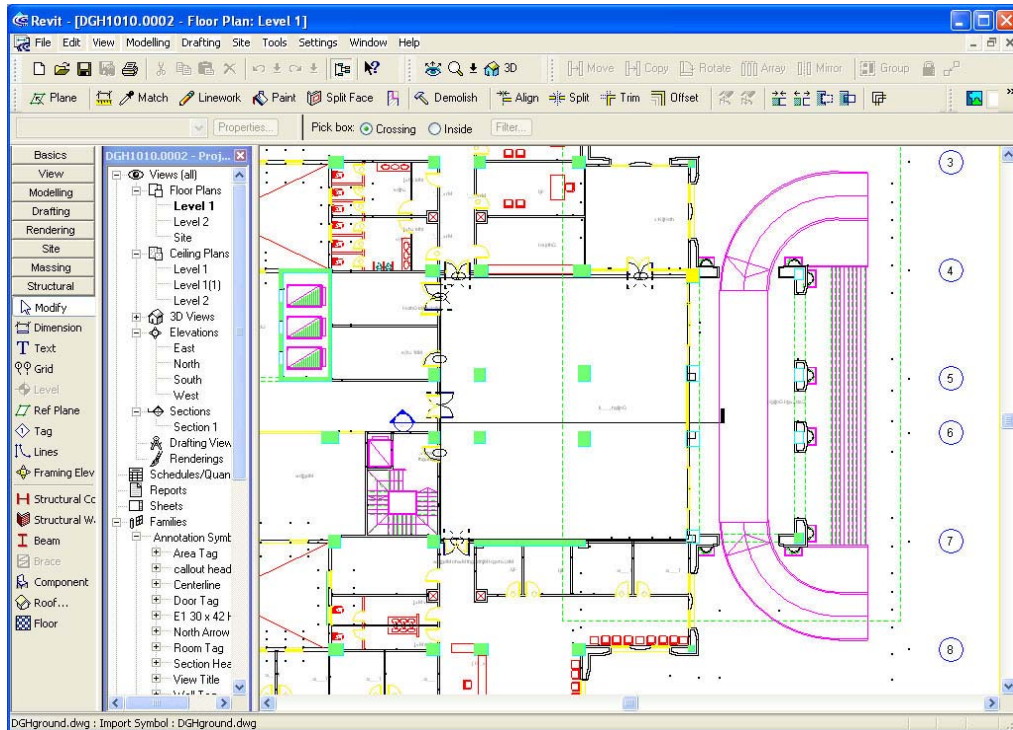 Revit - [DGH1010.0002 - Floor Plan: Level 1]
File Edit View Modelling Drafting Site Tools Settings Window Help
3D Move Copy Rotate Array Mirror Group
Plane Match Linework Paint Split Face Demolish Align Split Trim Offset
Properties... Pick box: Crossing Inside Filter...
Basics
View
Modelling
Drafting
Rendering
Site
Massing
Structural
Modify
Dimension
Text
Grid
Level
Ref Plane
Tag
Lines
Framing Elev
Structural Co
Structural W
Beam
Brace
Component
Roof...
Floor
DGH1010.0002 - Proj...
Views (all)
Floor Plans
Level 1
Level 2
Site
Ceiling Plans
Level 1
Level 1(1)
Level 2
3D Views
Elevations
East
North
South
West
Sections
Section 1
Drafting View
Renderings
Schedules/Quan
Reports
Sheets
Families
Annotation Symb
Area Tag
callout head
Centerline
Door Tag
E1 30 x 42 H
North Arrow
Room Tag
Section Hea
View Title
3
4
5
6
7
8
DGHground.dwg : Import Symbol : DGHground.dwg